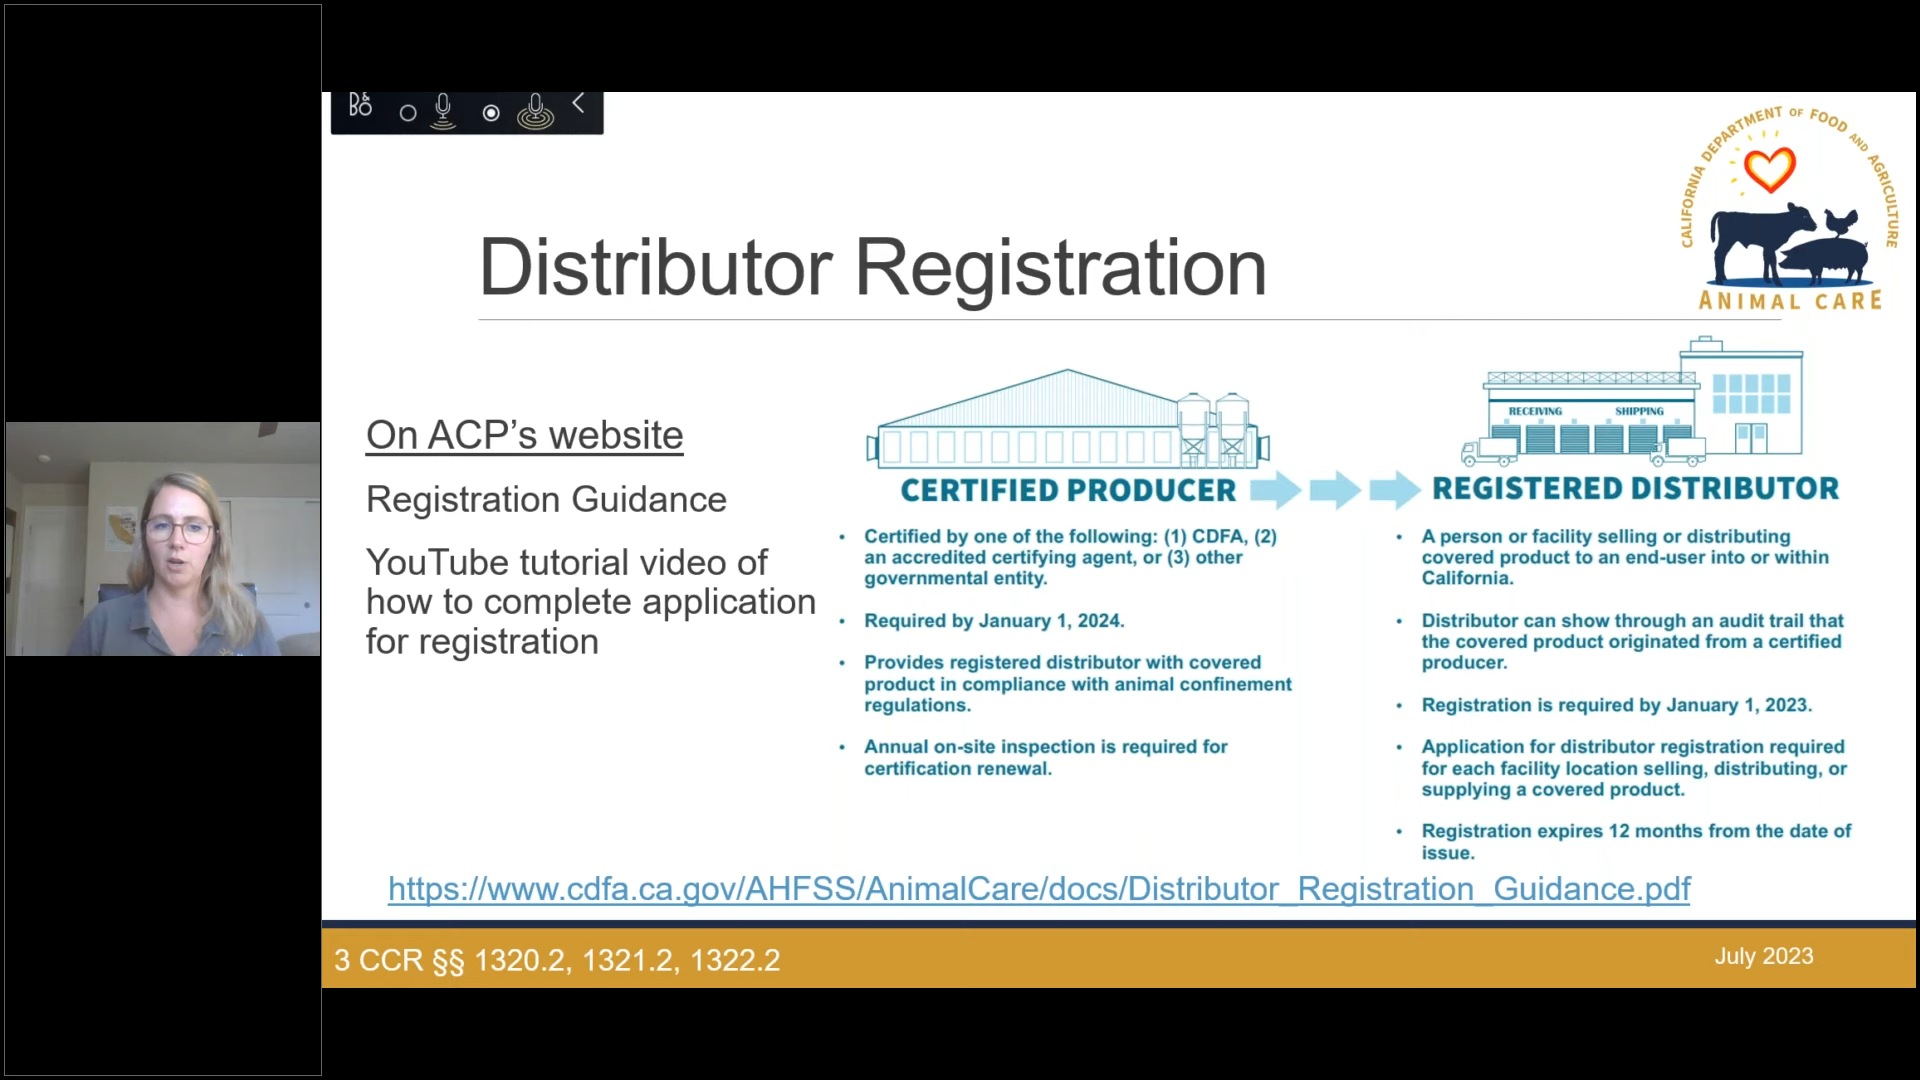 B&O
CALIFORNIA DEPARTMENT OF FOOD AND AGRICULTURE
ANIMAL CARE
Distributor Registration
On ACP’s website
Registration Guidance
YouTube tutorial video of
how to complete application
for registration
CERTIFIED PRODUCER
• Certified by one of the following: (1) CDFA, (2)
an accredited certifying agent, or (3) other
governmental entity.
• Required by January 1, 2024.
• Provides registered distributor with covered
product in compliance with animal confinement
regulations.
• Annual on-site inspection is required for
certification renewal.
RECEIVING SHIPPING
REGISTERED DISTRIBUTOR
• A person or facility selling or distributing
covered product to an end-user into or within
California.
• Distributor can show through an audit trail that
the covered product originated from a certified
producer.
• Registration is required by January 1, 2023.
• Application for distributor registration required
for each facility location selling, distributing, or
supplying a covered product.
• Registration expires 12 months from the date of
issue.
https://www.cdfa.ca.gov/AHFSS/AnimalCare/docs/Distributor_Registration_Guidance.pdf
3 CCR §§ 1320.2, 1321.2, 1322.2
July 2023